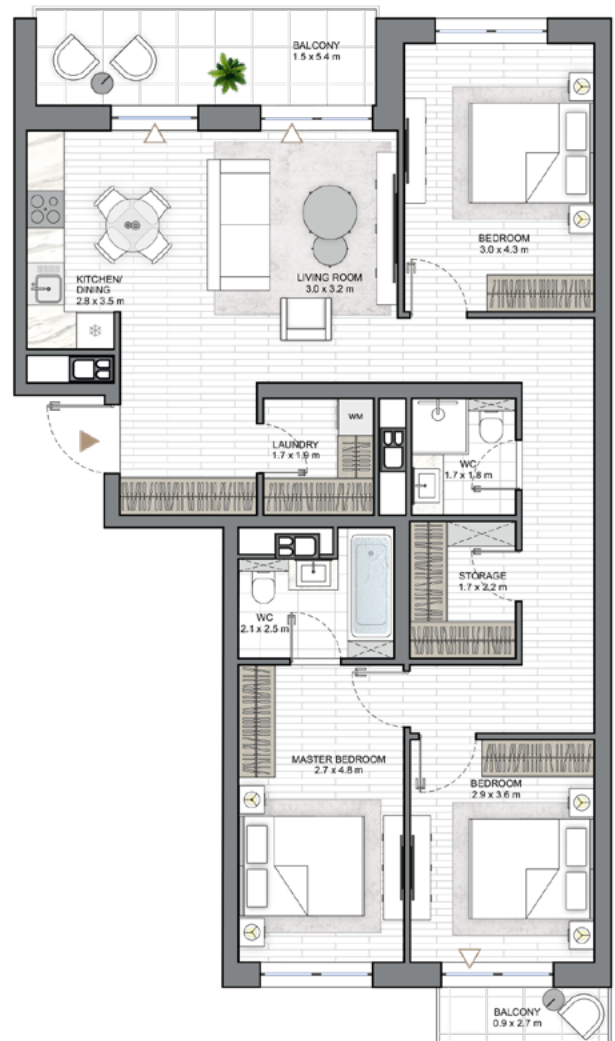 BALCONY
1.5 x 5.4 m
BEDROOM
3.0 x 4.3 m
KITCHEN/
DINING
2.8 x 3.5 m
LIVING ROOM
3.0 x 3.2 m
WM
LAUNDRY
1.7 x 1.9 m
WC
1.7 x 1.8 m
STORAGE
1.7 x 2.2 m
WC
2.1 x 2.5 m
MASTER BEDROOM
2.7 x 4.8 m
BEDROOM
2.9 x 3.6 m
BALCONY
0.9 x 2.7 m